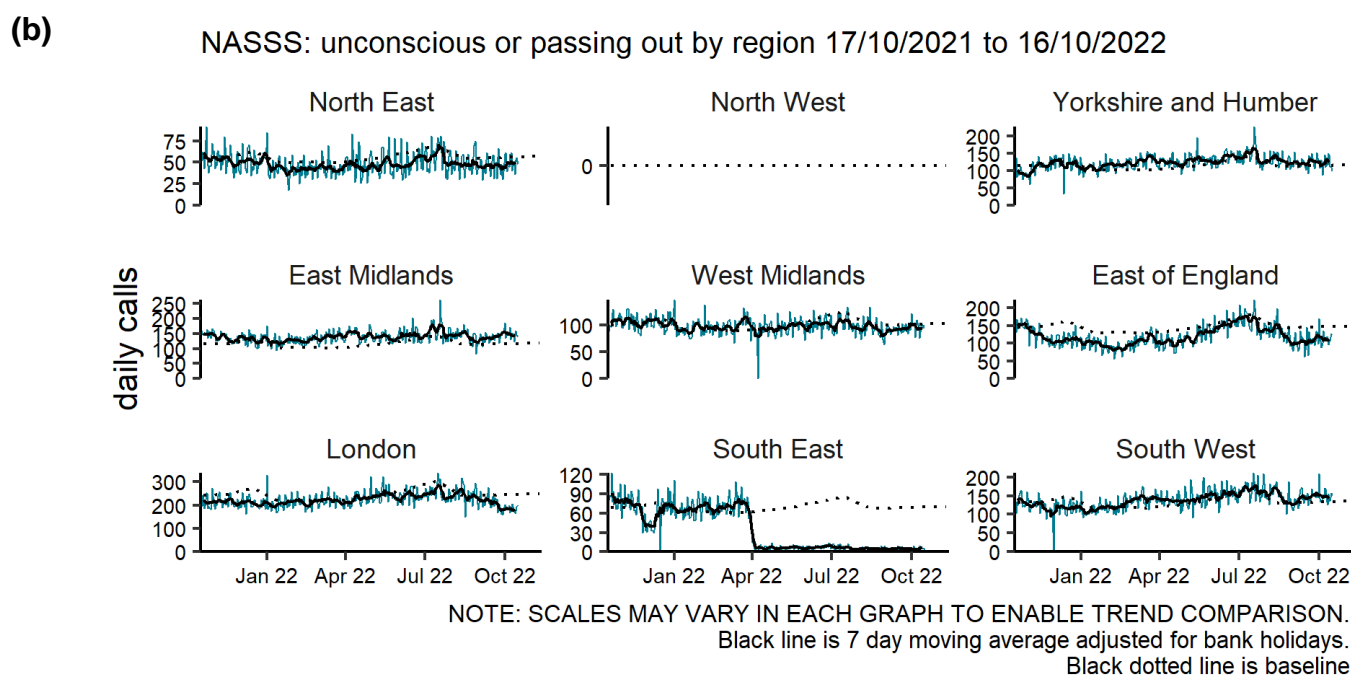 (b)
NASSS: unconscious or passing out by region 17/10/2021 to 16/10/2022
North East
North West
Yorkshire and Humber
75
50
25
0
0
200
150
100
50
0
East Midlands
West Midlands
East of England
daily calls
250
200
150
100
50
0
100
50
0
200
150
100
50
0
London
South East
South West
300
200
100
0
120
90
60
30
0
200
150
100
50
0
Jan 22 Apr 22 Jul 22 Oct 22
Jan 22 Apr 22 Jul 22 Oct 22
Jan 22 Apr 22 Jul 22 Oct 22
NOTE: SCALES MAY VARY IN EACH GRAPH TO ENABLE TREND COMPARISON.
Black line is 7 day moving average adjusted for bank holidays.
Black dotted line is baseline